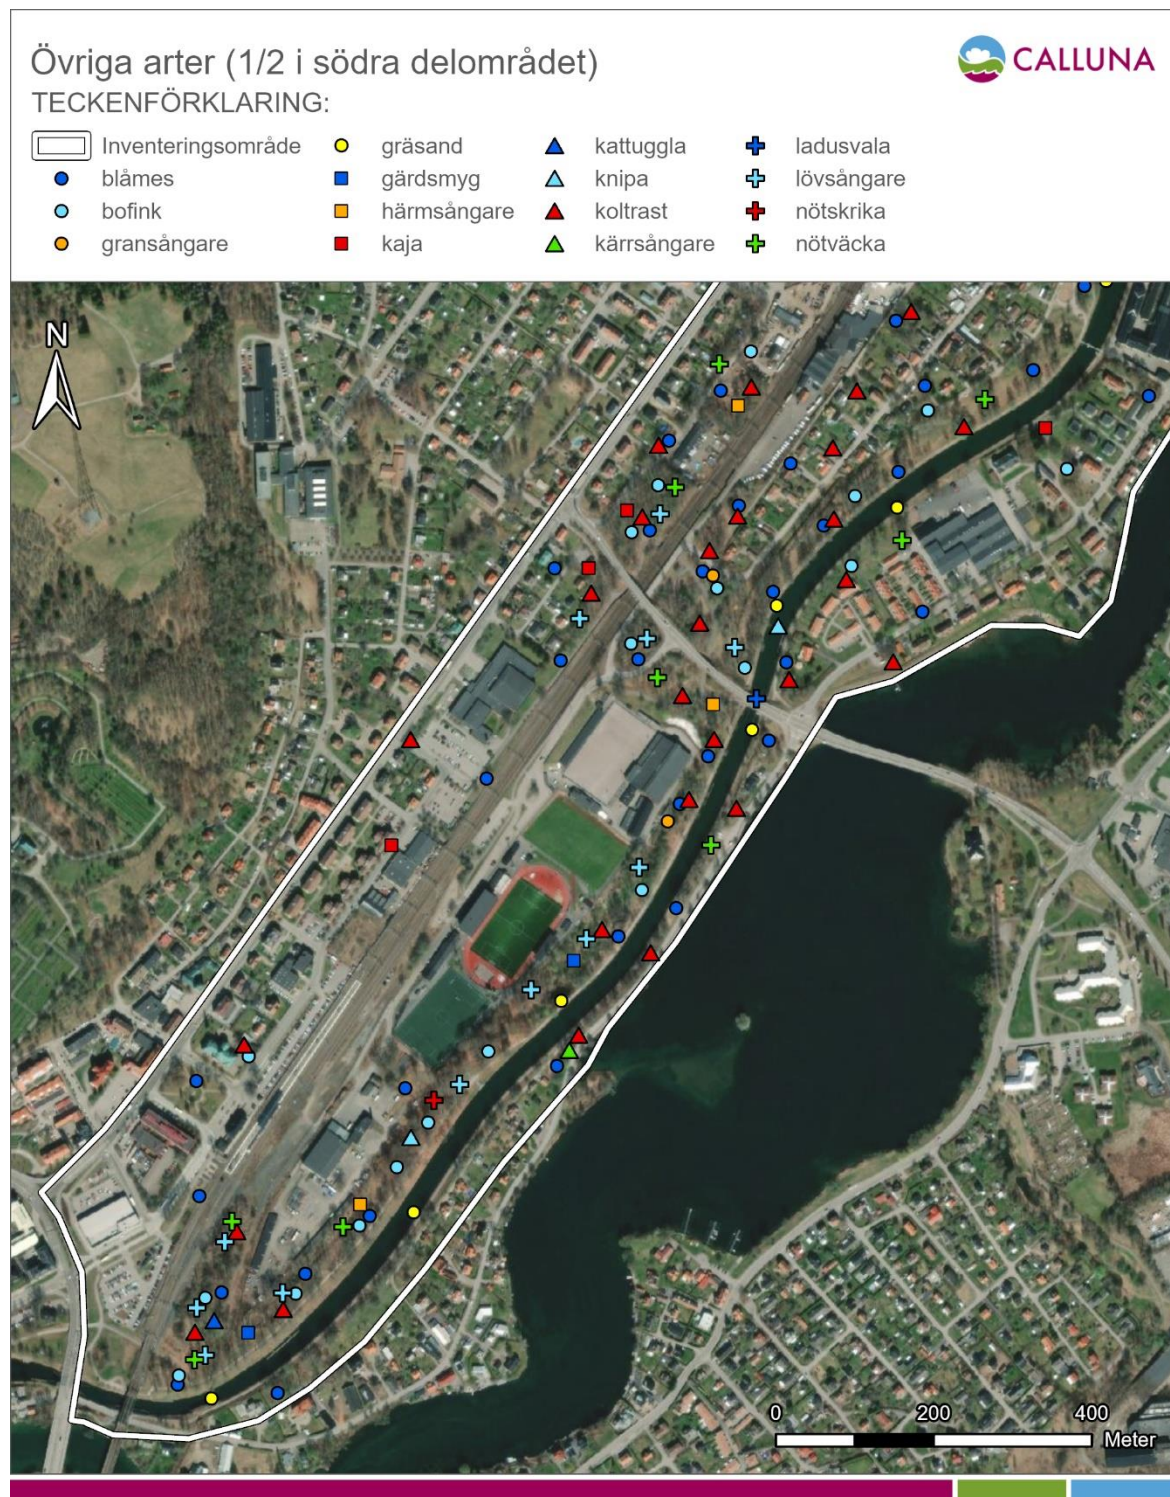 Övriga arter (1/2 i södra delområdet)
CALLUNA
TECKENFÖRKLARING:
Inventeringsområde
gräsand
kattuggla
ladusvala
blåmes
gärdsmyg
knipa
lövsångare
bofink
härmsångare
koltrast
nötskrika
gransångare
kaja
kärrsångare
nötväcka
N
0 200 400
Meter